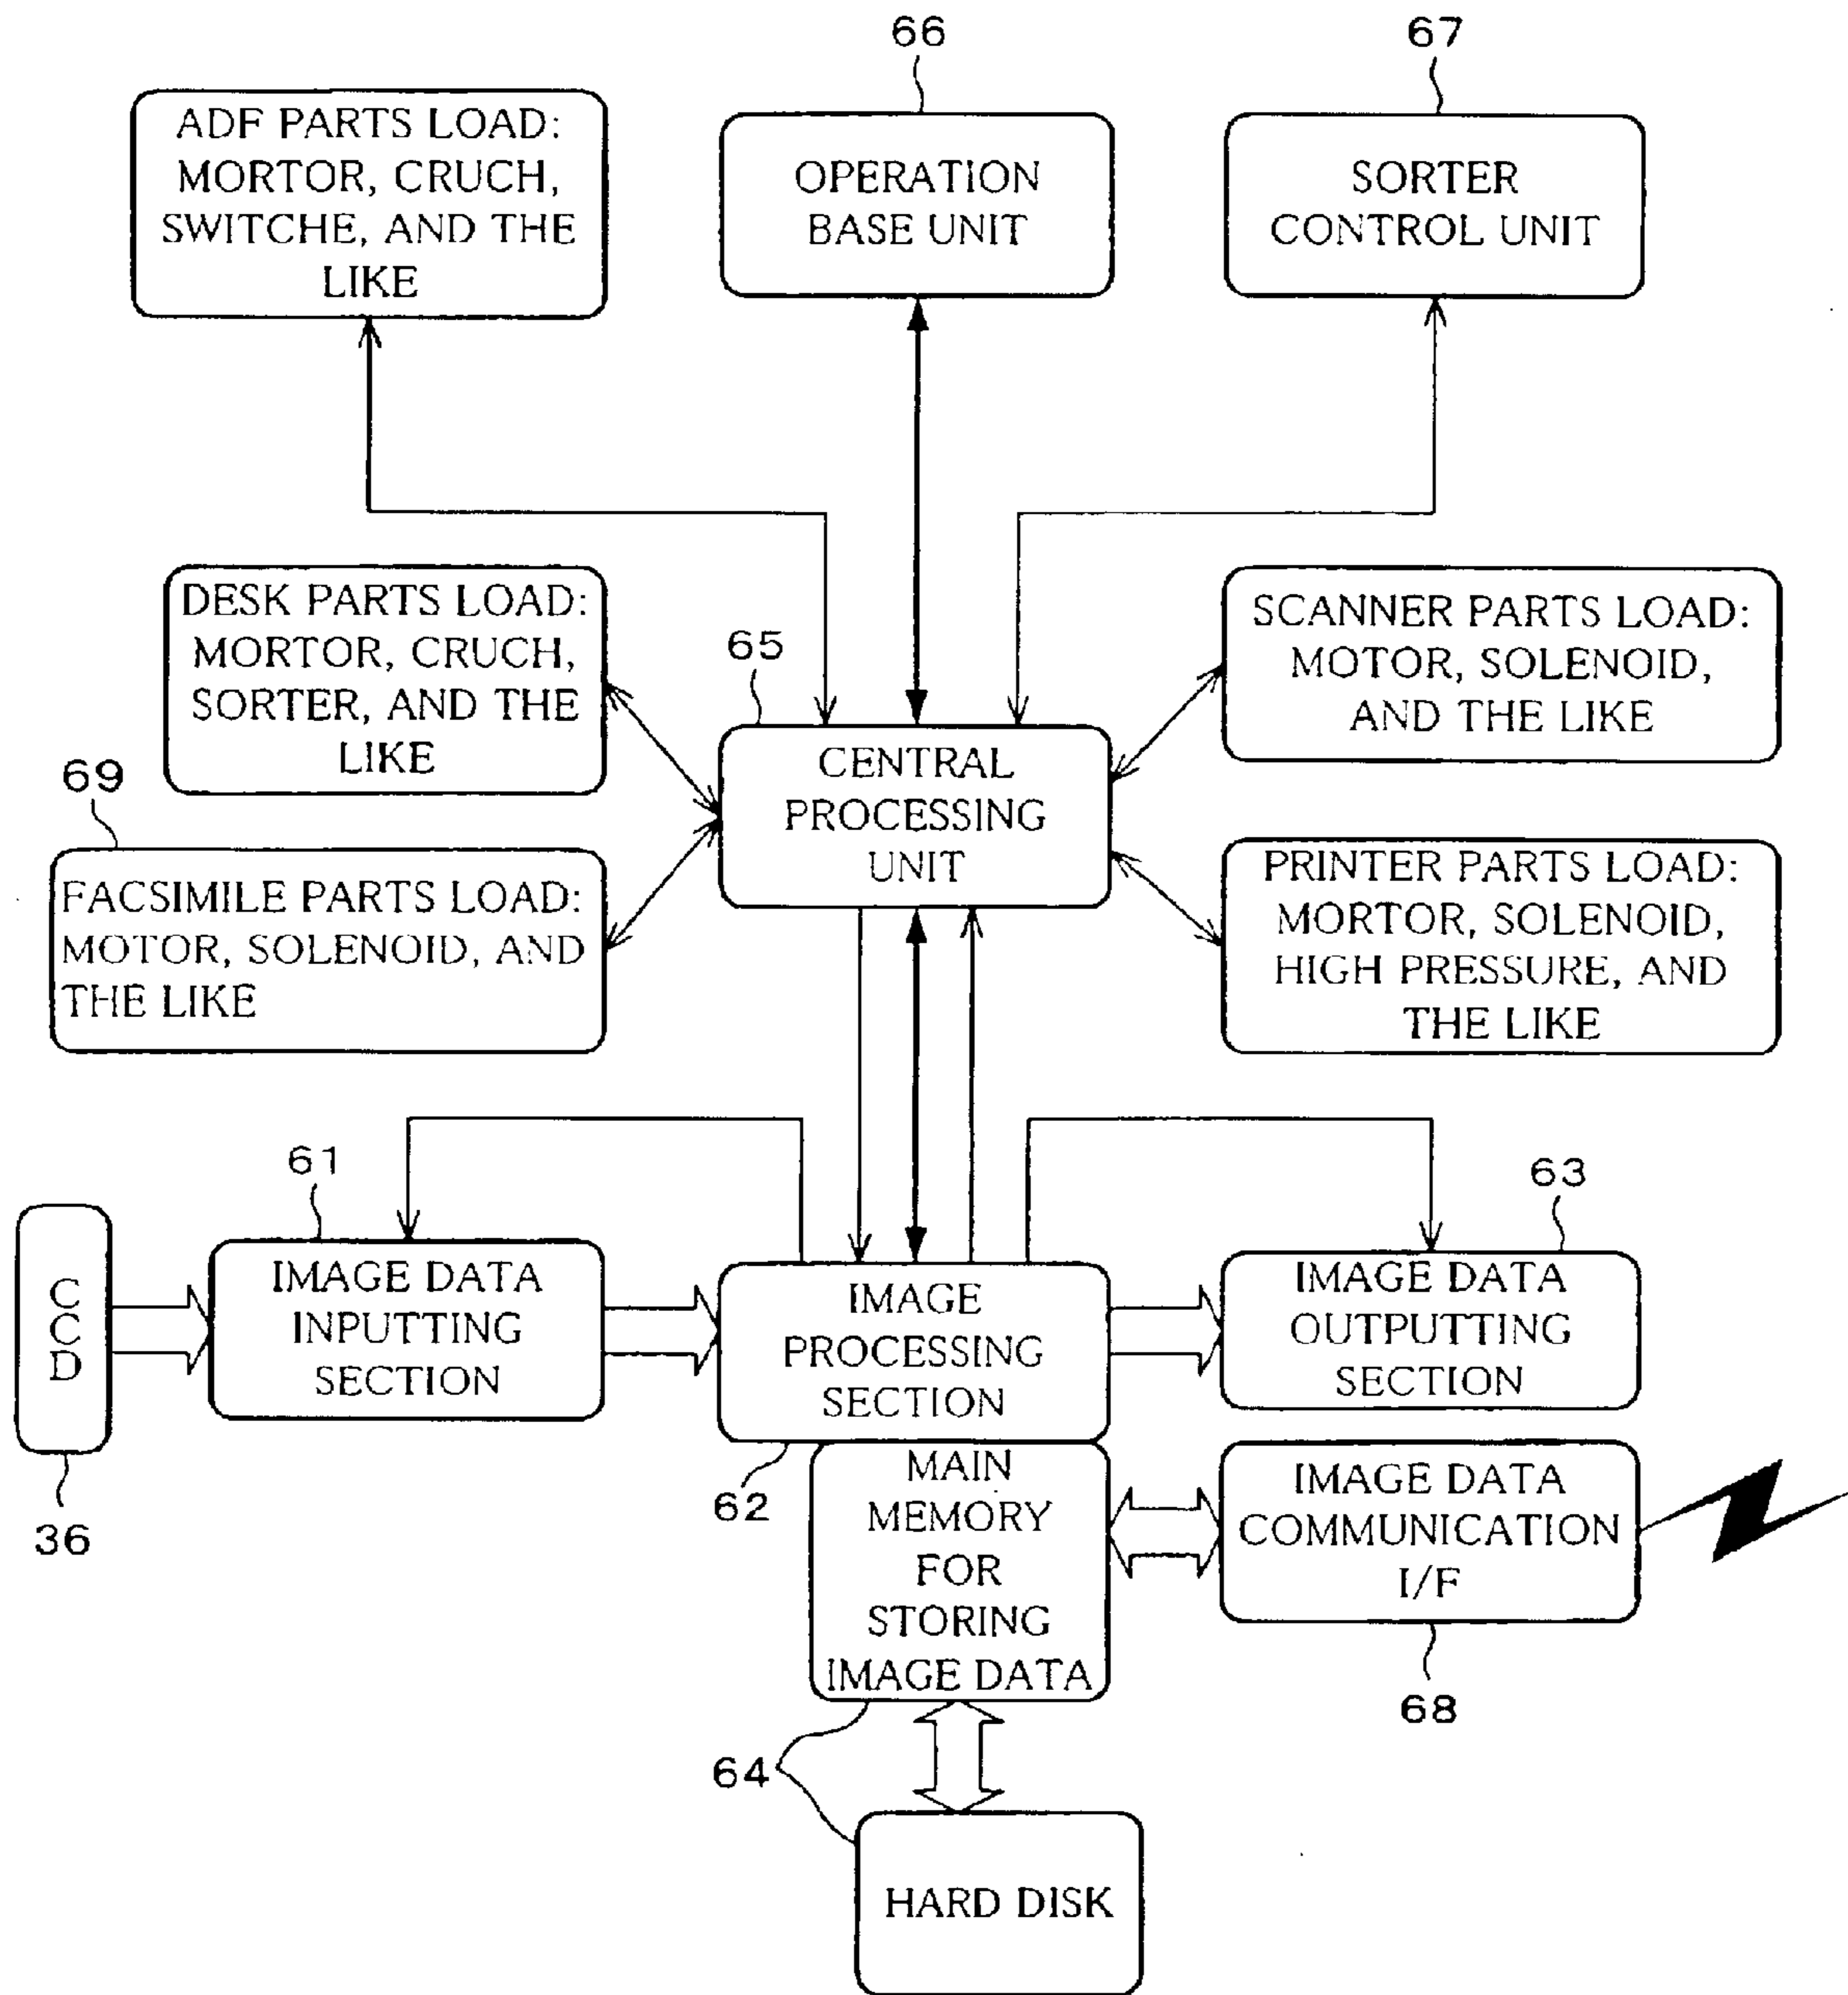 66
67
ADF PARTS LOAD:
MORTOR, CRUCH,
SWITCHE, AND THE
LIKE
OPERATION
BASE UNIT
SORTER
CONTROL UNIT
DESK PARTS LOAD:
MORTOR, CRUCH,
SORTER, AND THE
LIKE
65
CENTRAL
PROCESSING
UNIT
SCANNER PARTS LOAD:
MOTOR, SOLENOID,
AND THE LIKE
69
FACSIMILE PARTS LOAD:
MOTOR, SOLENOID, AND
THE LIKE
PRINTER PARTS LOAD:
MORTOR, SOLENOID,
HIGH PRESSURE, AND
THE LIKE
61
63
C
C
D
36
IMAGE DATA
INPUTTING
SECTION
IMAGE
PROCESSING
SECTION
62
IMAGE DATA
OUTPUTTING
SECTION
MAIN
MEMORY
FOR
STORING
IMAGE DATA
IMAGE DATA
COMMUNICATION
I/F
68
64
HARD DISK